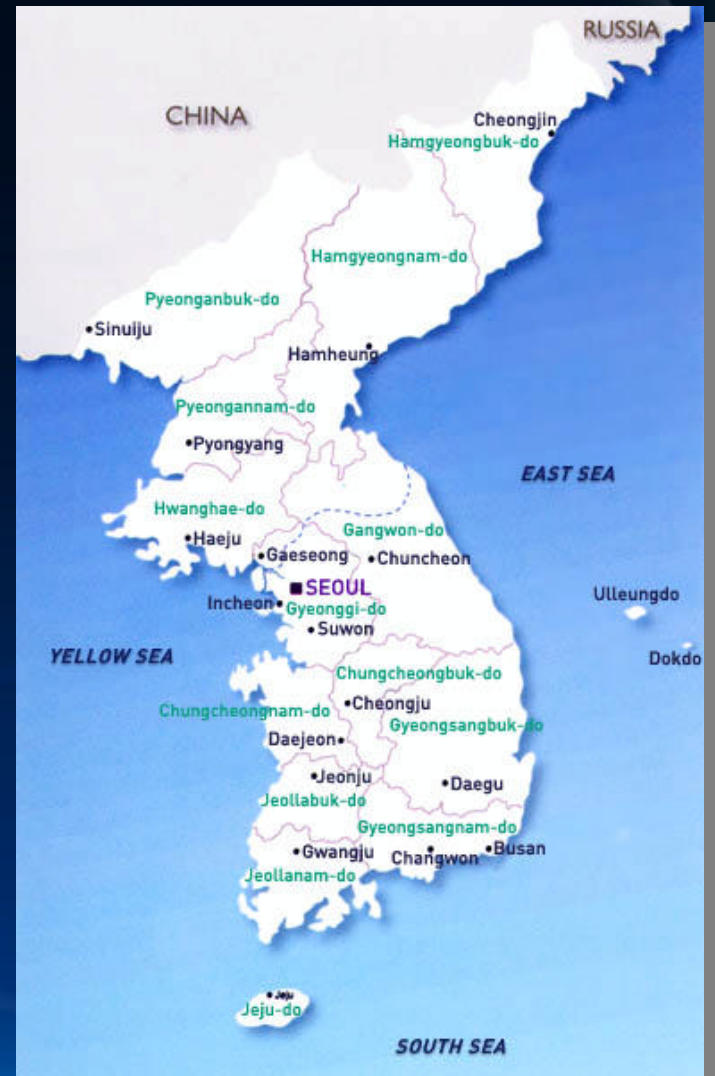 RUSSIA
CHINA
Cheongjin
Hamgyeongbuk-do
Hamgyeongnam-do
Pyeonganbuk-do
Sinuiju
Hamheung
Pyeongannam-do
Pyongyang
EAST SEA
Hwanghae-do
Gangwon-do
Haeju
Gaeseong
Chuncheon
SEOUL
Ulleungdo
Incheon
Gyeonggi-do
Suwon
YELLOW SEA
Dokdo
Chungcheongbuk-do
Cheongju
Chungcheongnam-do
Gyeongsangbuk-do
Daejeon
Jeonju
Daegu
Jeollabuk-do
Gyeongsangnam-do
Gwangju
Changwon
Busan
Jeollanam-do
Jeju
Jeju-do
SOUTH SEA